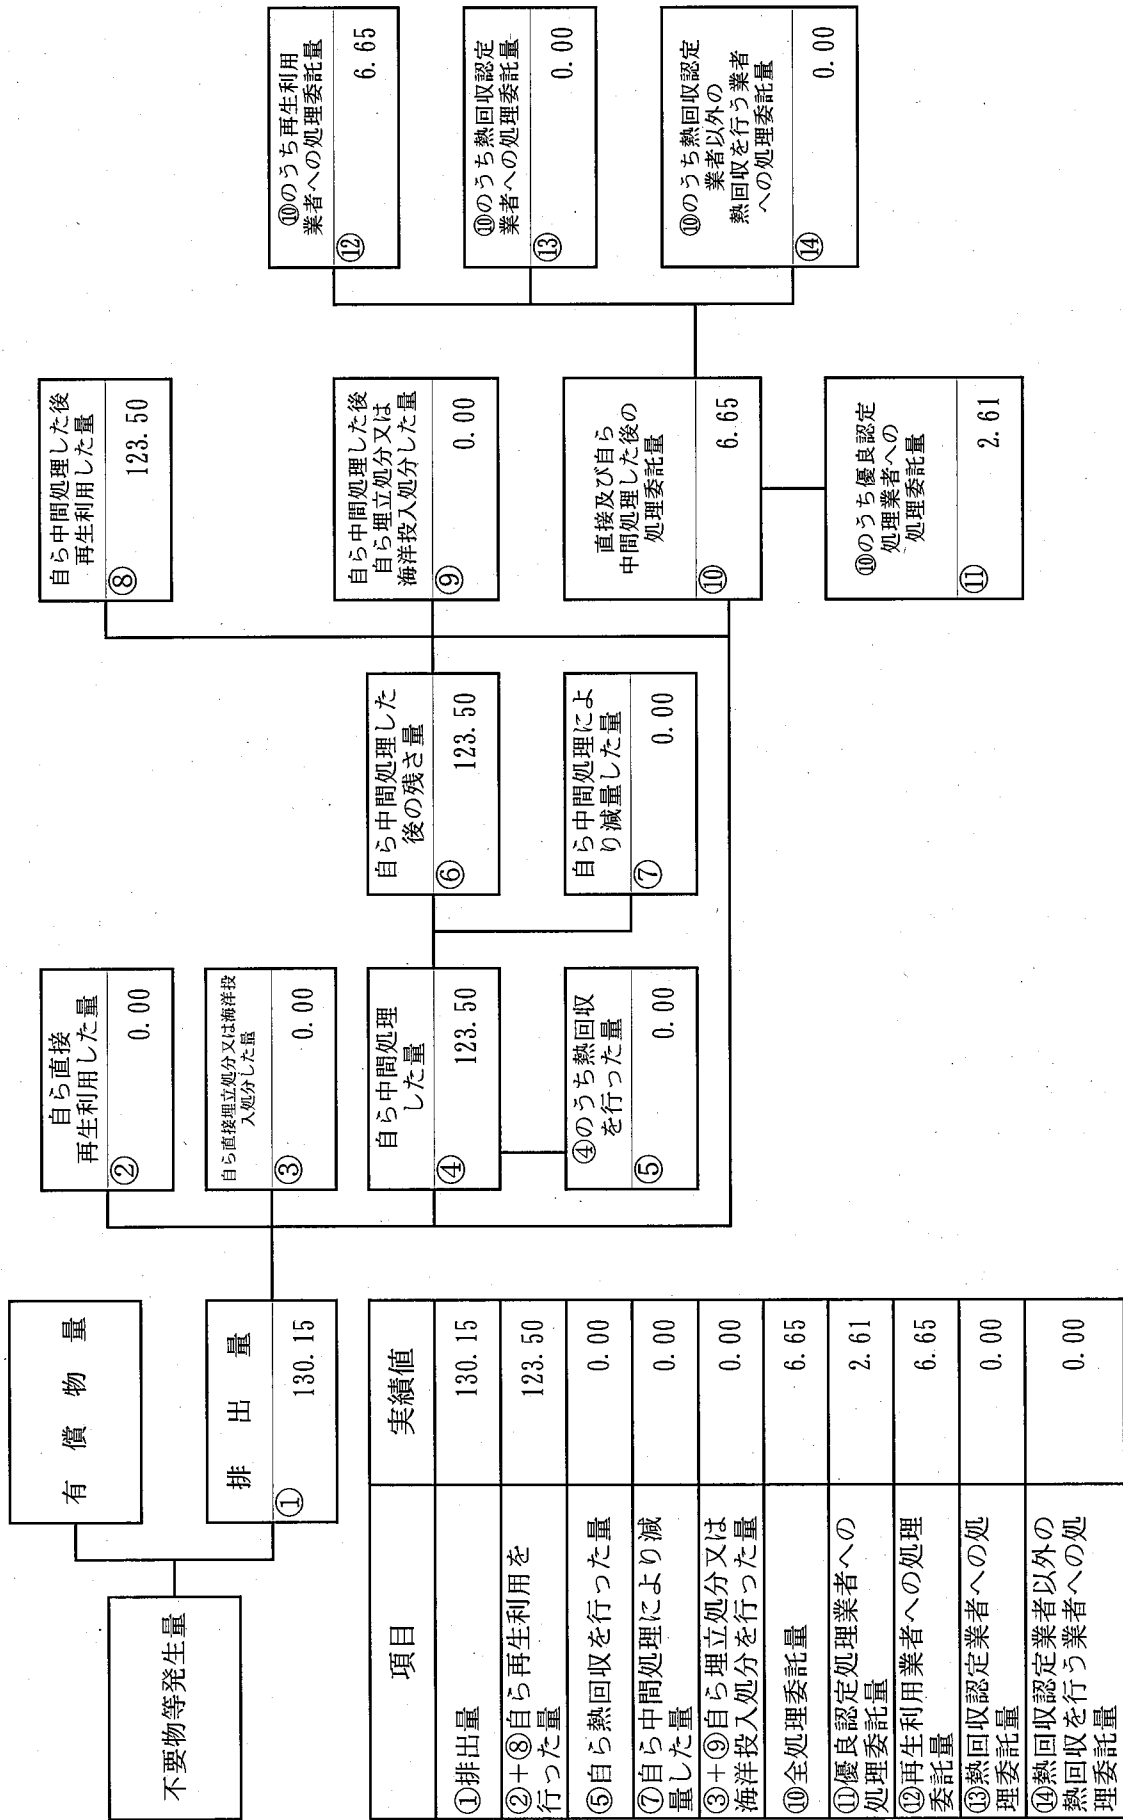 不要物等発生量
有償物量
排出量
①
130.15
自ら直接
再生利用した量
②
0.00
自ら直接埋立処分又は海洋投
入処分した量
③
0.00
自ら中間処理
した量
④
123.50
④のうち熱回収
を行った量
⑤
0.00
自ら中間処理した
後の残さ量
⑥
123.50
自ら中間処理によ
り減量した量
⑦
0.00
自ら中間処理した後
再生利用した量
⑧
123.50
自ら中間処理した後
自ら埋立処分又は
海洋投入処分した量
⑨
0.00
直接及び自ら
中間処理した後の
処理委託量
⑩
6.65
⑩のうち優良認定
処理業者への
処理委託量
⑪
2.61
⑩のうち再生利用
業者への処理委託量
⑫
6.65
⑩のうち熱回収認定
業者への処理委託量
⑬
0.00
⑩のうち熱回収認定
業者以外の
熱回収を行う業者
への処理委託量
⑭
0.00
項目
実績値
①排出量
130.15
②+⑧自ら再生利用を
行った量
123.50
⑤自ら熱回収を行った量
0.00
⑦自ら中間処理により減
量した量
0.00
③+⑨自ら埋立処分又は
海洋投入処分を行った量
0.00
⑩全処理委託量
6.65
⑪優良認定処理業者への
処理委託量
2.61
⑫再生利用業者への処理
委託量
6.65
⑬熱回収認定業者への処
理委託量
0.00
⑭熱回収認定業者以外の
熱回収を行う業者への処
理委託量
0.00